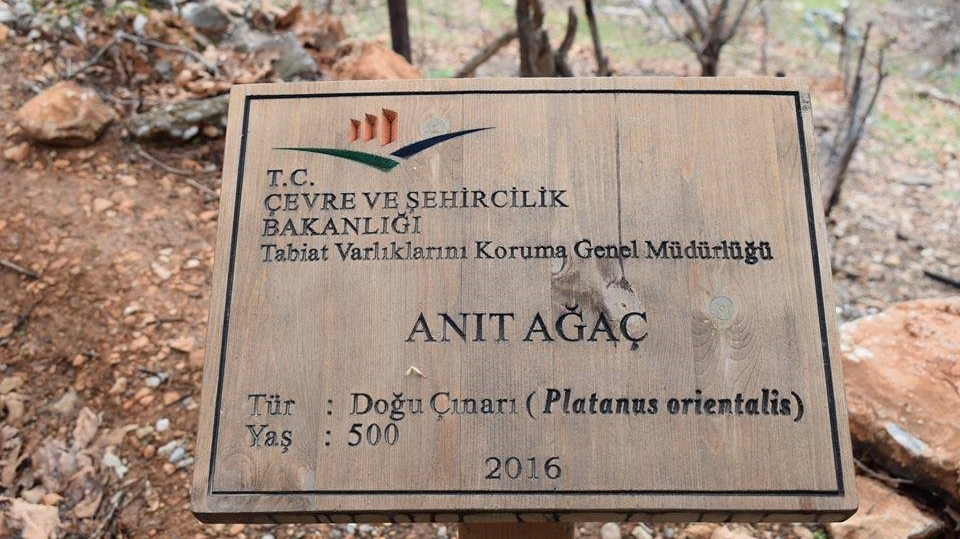 T.C.
ÇEVRE VE ŞEHİRCİLİK
BAKANLIĞI
Tabiat Varlıklarını Koruma Genel Müdürlüğü
ANIT AĞAÇ
Tür : Doğu Çınarı ( Platanus orientalis)
Yaş : 500
2016